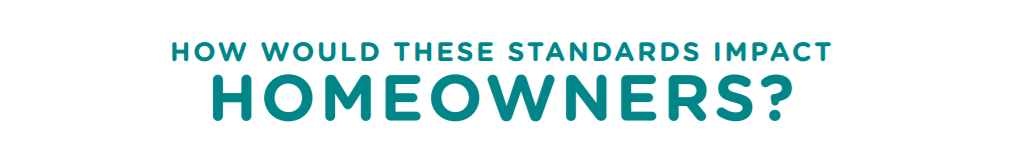 HOW WOULD THESE STANDARDS IMPACT
HOMEOWNERS?